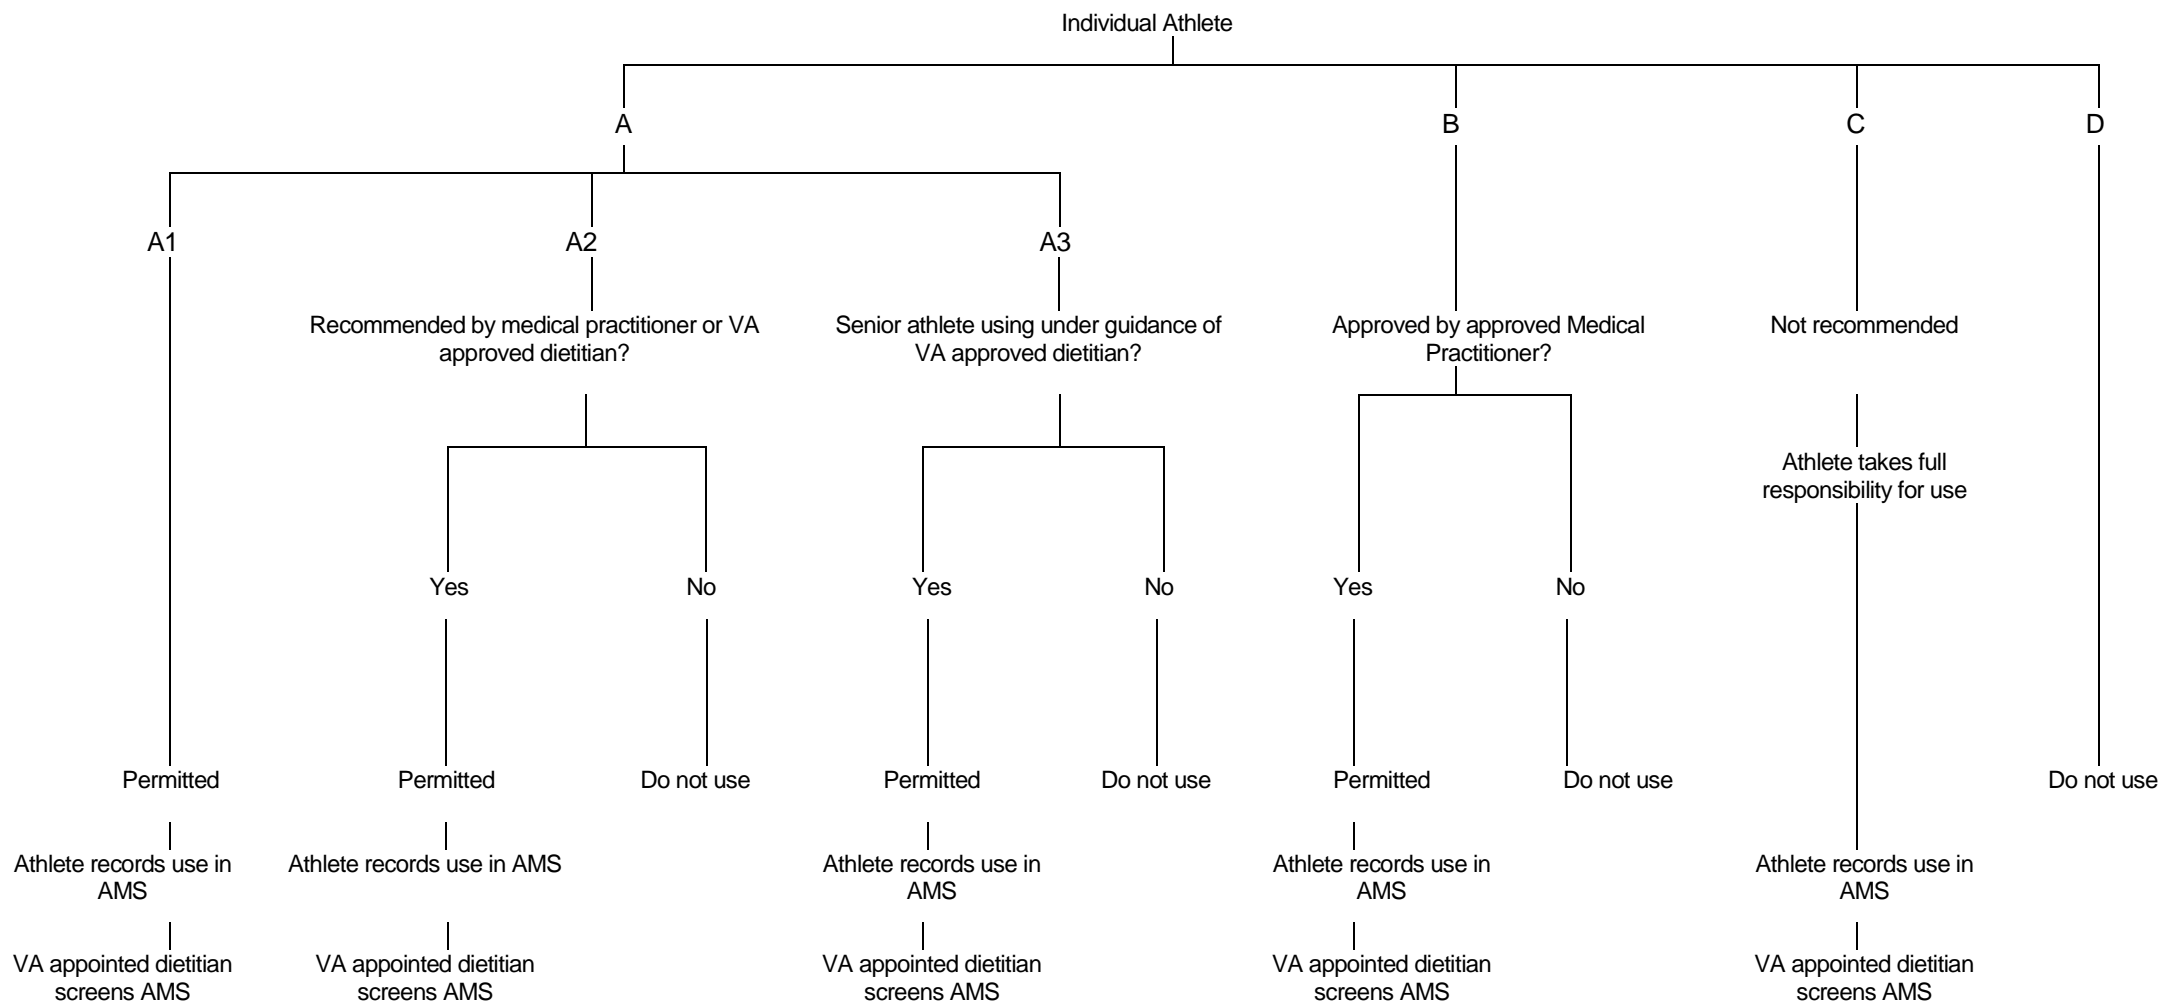 Individual Athlete
A
B
C
D
A1
A2
A3
Recommended by medical practitioner or VA
approved dietitian?
Senior athlete using under guidance of
VA approved dietitian?
Approved by approved Medical
Practitioner?
Not recommended
Athlete takes full
responsibility for use
Yes
No
Yes
No
Yes
No
Permitted
Permitted
Do not use
Permitted
Do not use
Permitted
Do not use
Do not use
Athlete records use in
AMS
Athlete records use in AMS
Athlete records use in
AMS
Athlete records use in
AMS
Athlete records use in
AMS
VA appointed dietitian
screens AMS
VA appointed dietitian
screens AMS
VA appointed dietitian
screens AMS
VA appointed dietitian
screens AMS
VA appointed dietitian
screens AMS